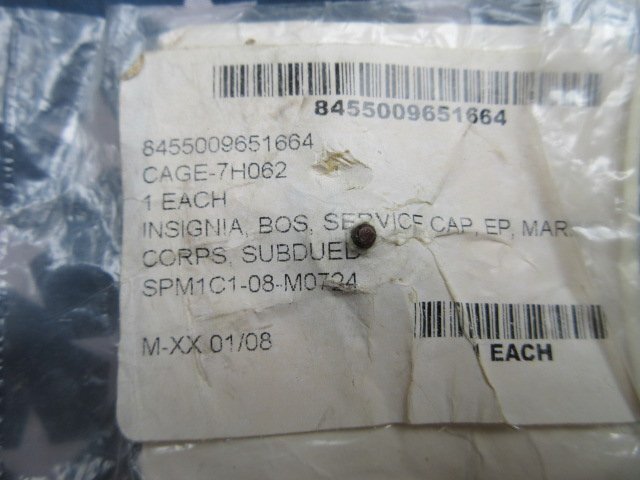 8455009651664
8455009651664
CAGE-7H062
1 EACH
INSIGNIA, BOS, SERVICE CAP, EP, MAR.
CORPS, SUBDUED
SPM1C1-08-M0724
M-XX 01/08
1 EACH